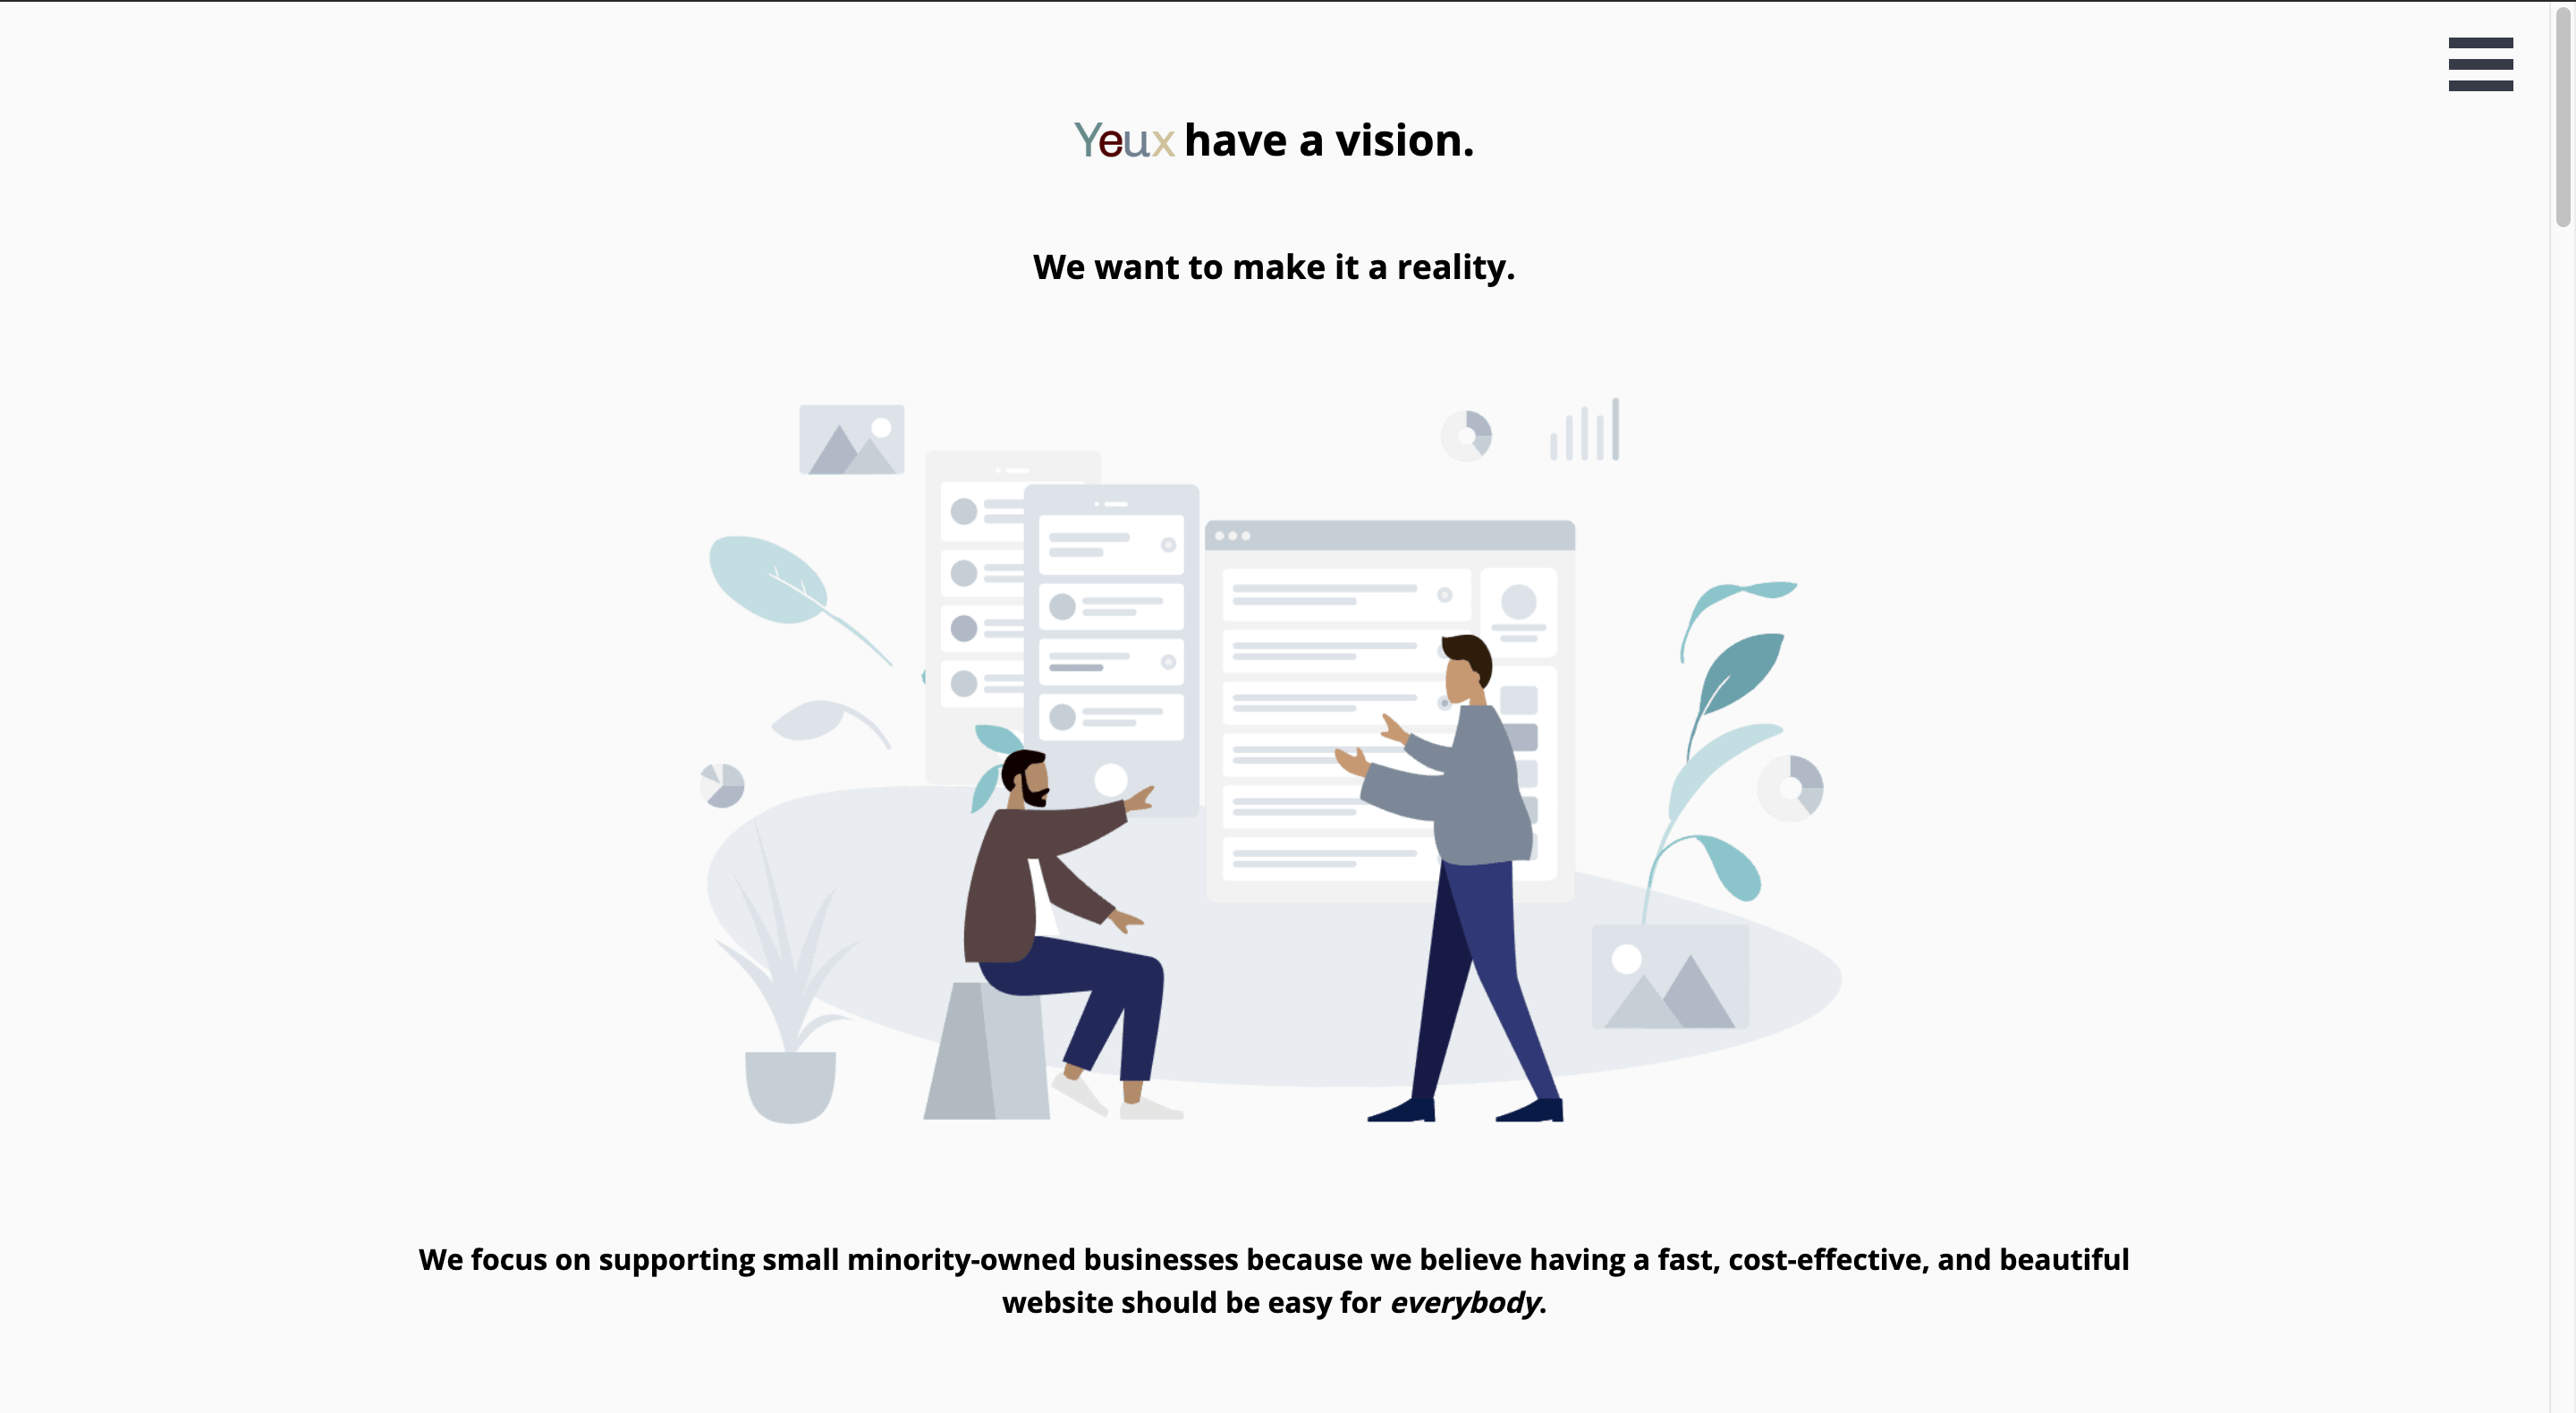 Yeux have a vision.
We want to make it a reality.
We focus on supporting small minority-owned businesses because we believe having a fast, cost-effective, and beautiful
website should be easy for everybody.